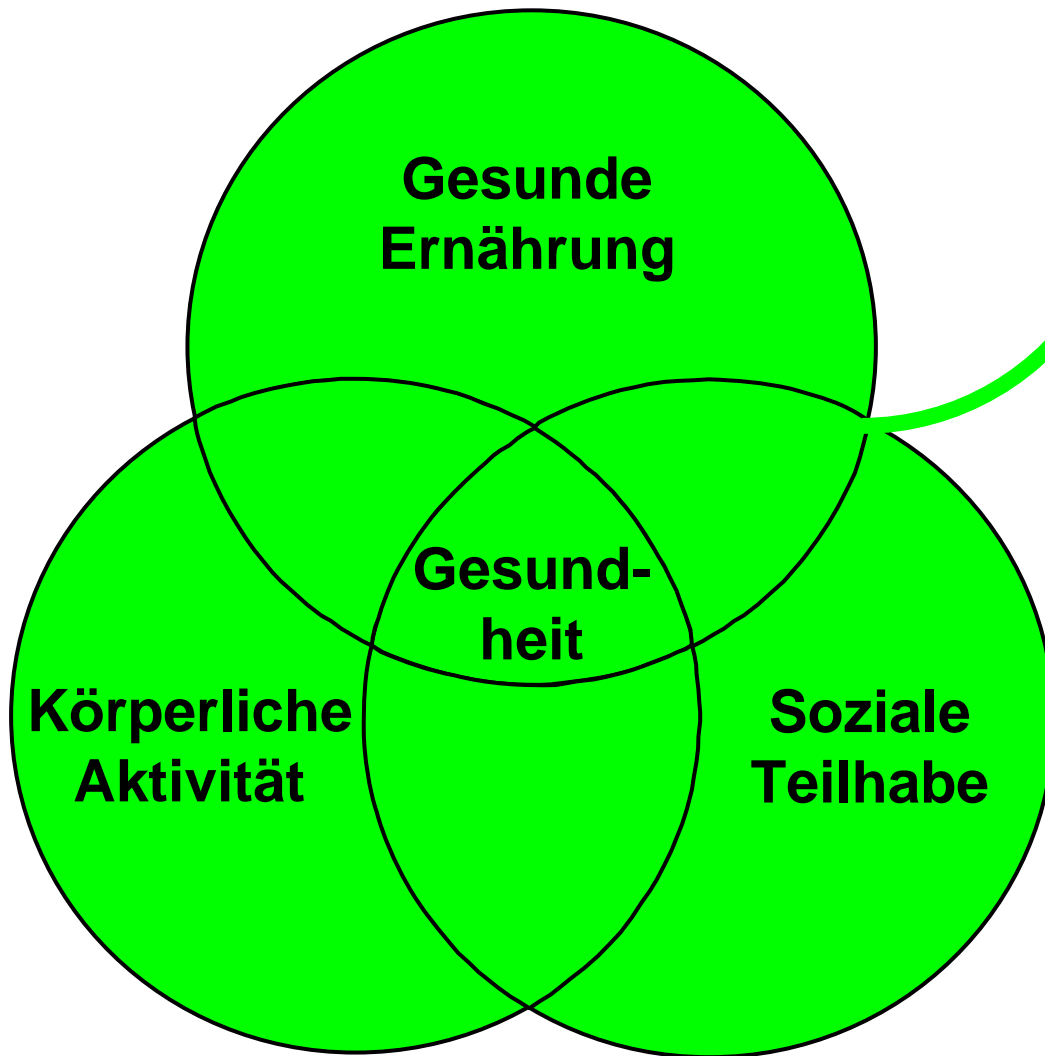 Gesunde
Ernährung
Gesund-
heit
Körperliche
Aktivität
Soziale
Teilhabe